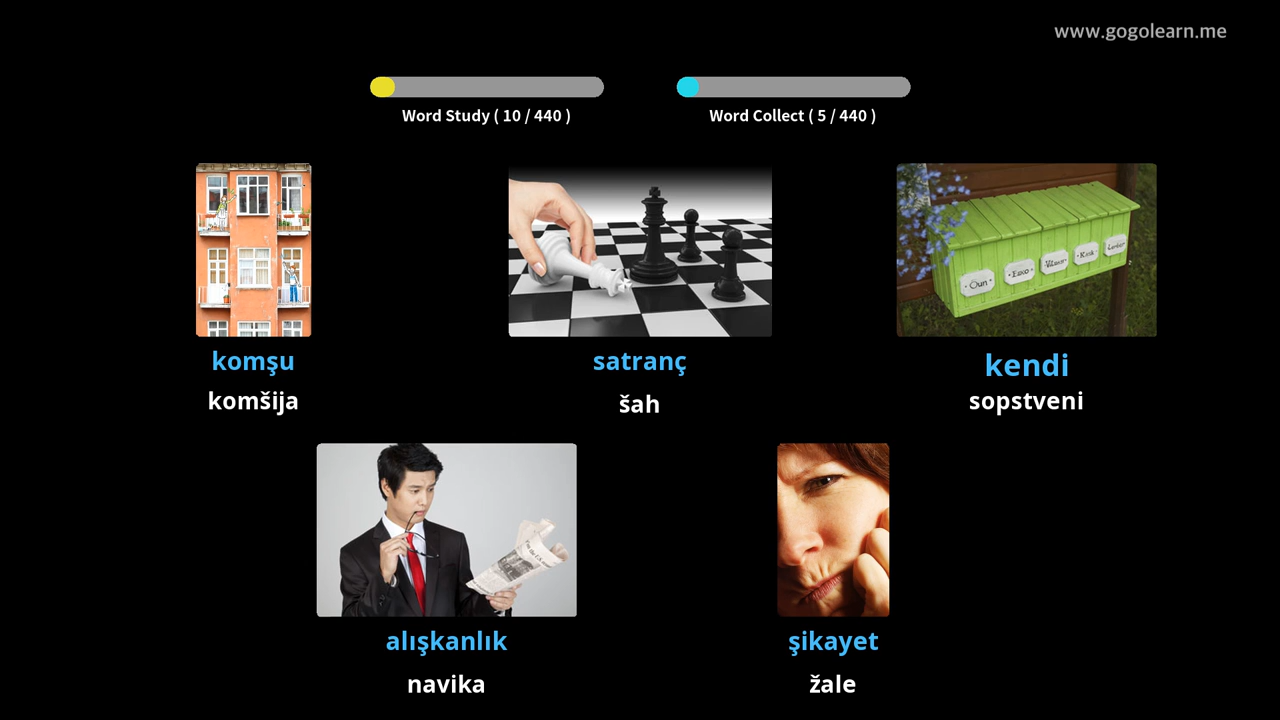 www.gogolearn.me
Word Study ( 10 / 440 )
Word Collect ( 5 / 440 )
komşu
komšija
satranç
šah
kendi
sopstveni
alışkanlık
navika
şikayet
žale